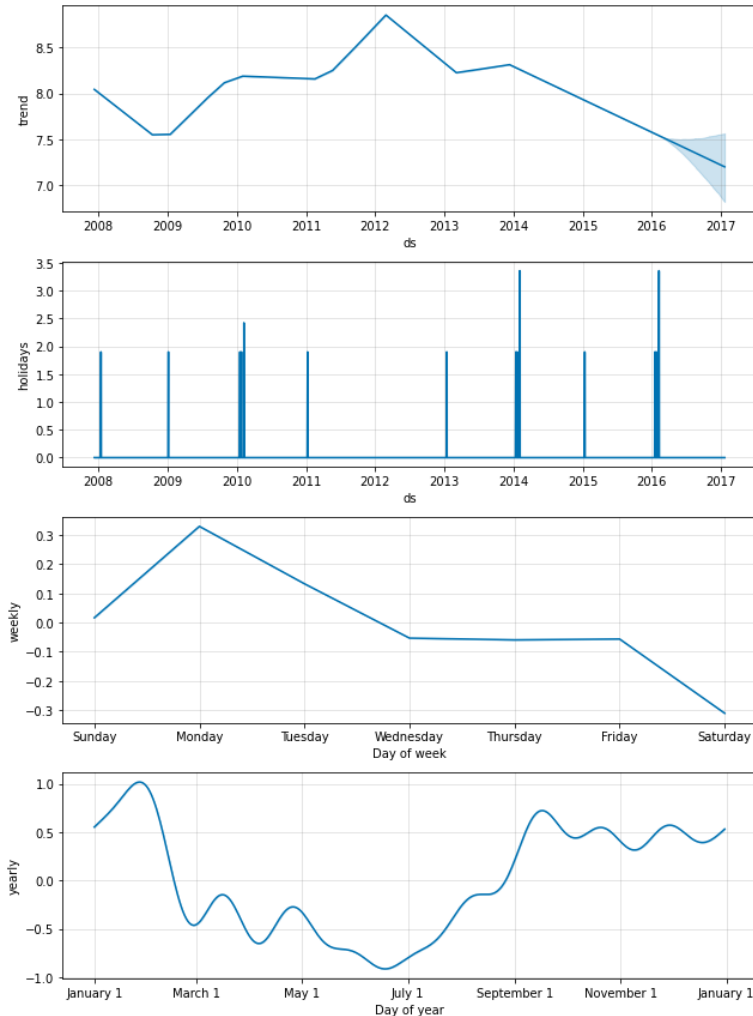 8.5
8.0
7.5
7.0
trend
2008 2009 2010 2011 2012 2013 2014 2015 2016 2017
ds
3.5
3.0
2.5
2.0
1.5
1.0
0.5
0.0
holidays
2008 2009 2010 2011 2012 2013 2014 2015 2016 2017
ds
0.3
0.2
0.1
0.0
−0.1
−0.2
−0.3
weekly
Sunday Monday Tuesday Wednesday Thursday Friday Saturday
Day of week
1.0
0.5
0.0
−0.5
−1.0
yearly
January 1 March 1 May 1 July 1 September 1 November 1 January 1
Day of year